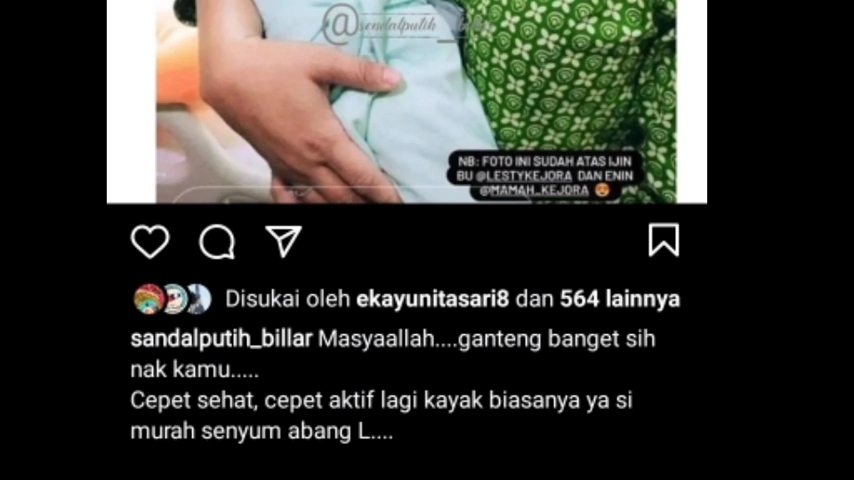 @sendalputih_
NB: FOTO INI SUDAH ATAS IJIN
BU @LESTYKEJORA DAN ENIN
@MAMAH_KEJORA 😍
Disukai oleh ekayunitasari8 dan 564 lainnya
sandalputih_billar Masyaallah....ganteng banget sih
nak kamu.....
Cepet sehat, cepet aktif lagi kayak biasanya ya si
murah senyum abang L....